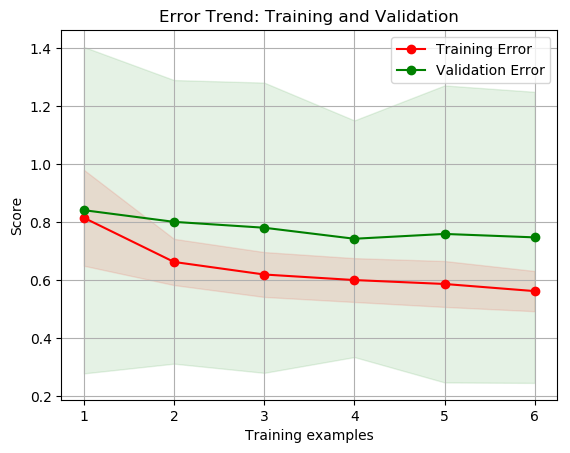 Error Trend: Training and Validation
Training Error
Validation Error
Score
1.4
1.2
1.0
0.8
0.6
0.4
0.2
1 2 3 4 5 6
Training examples